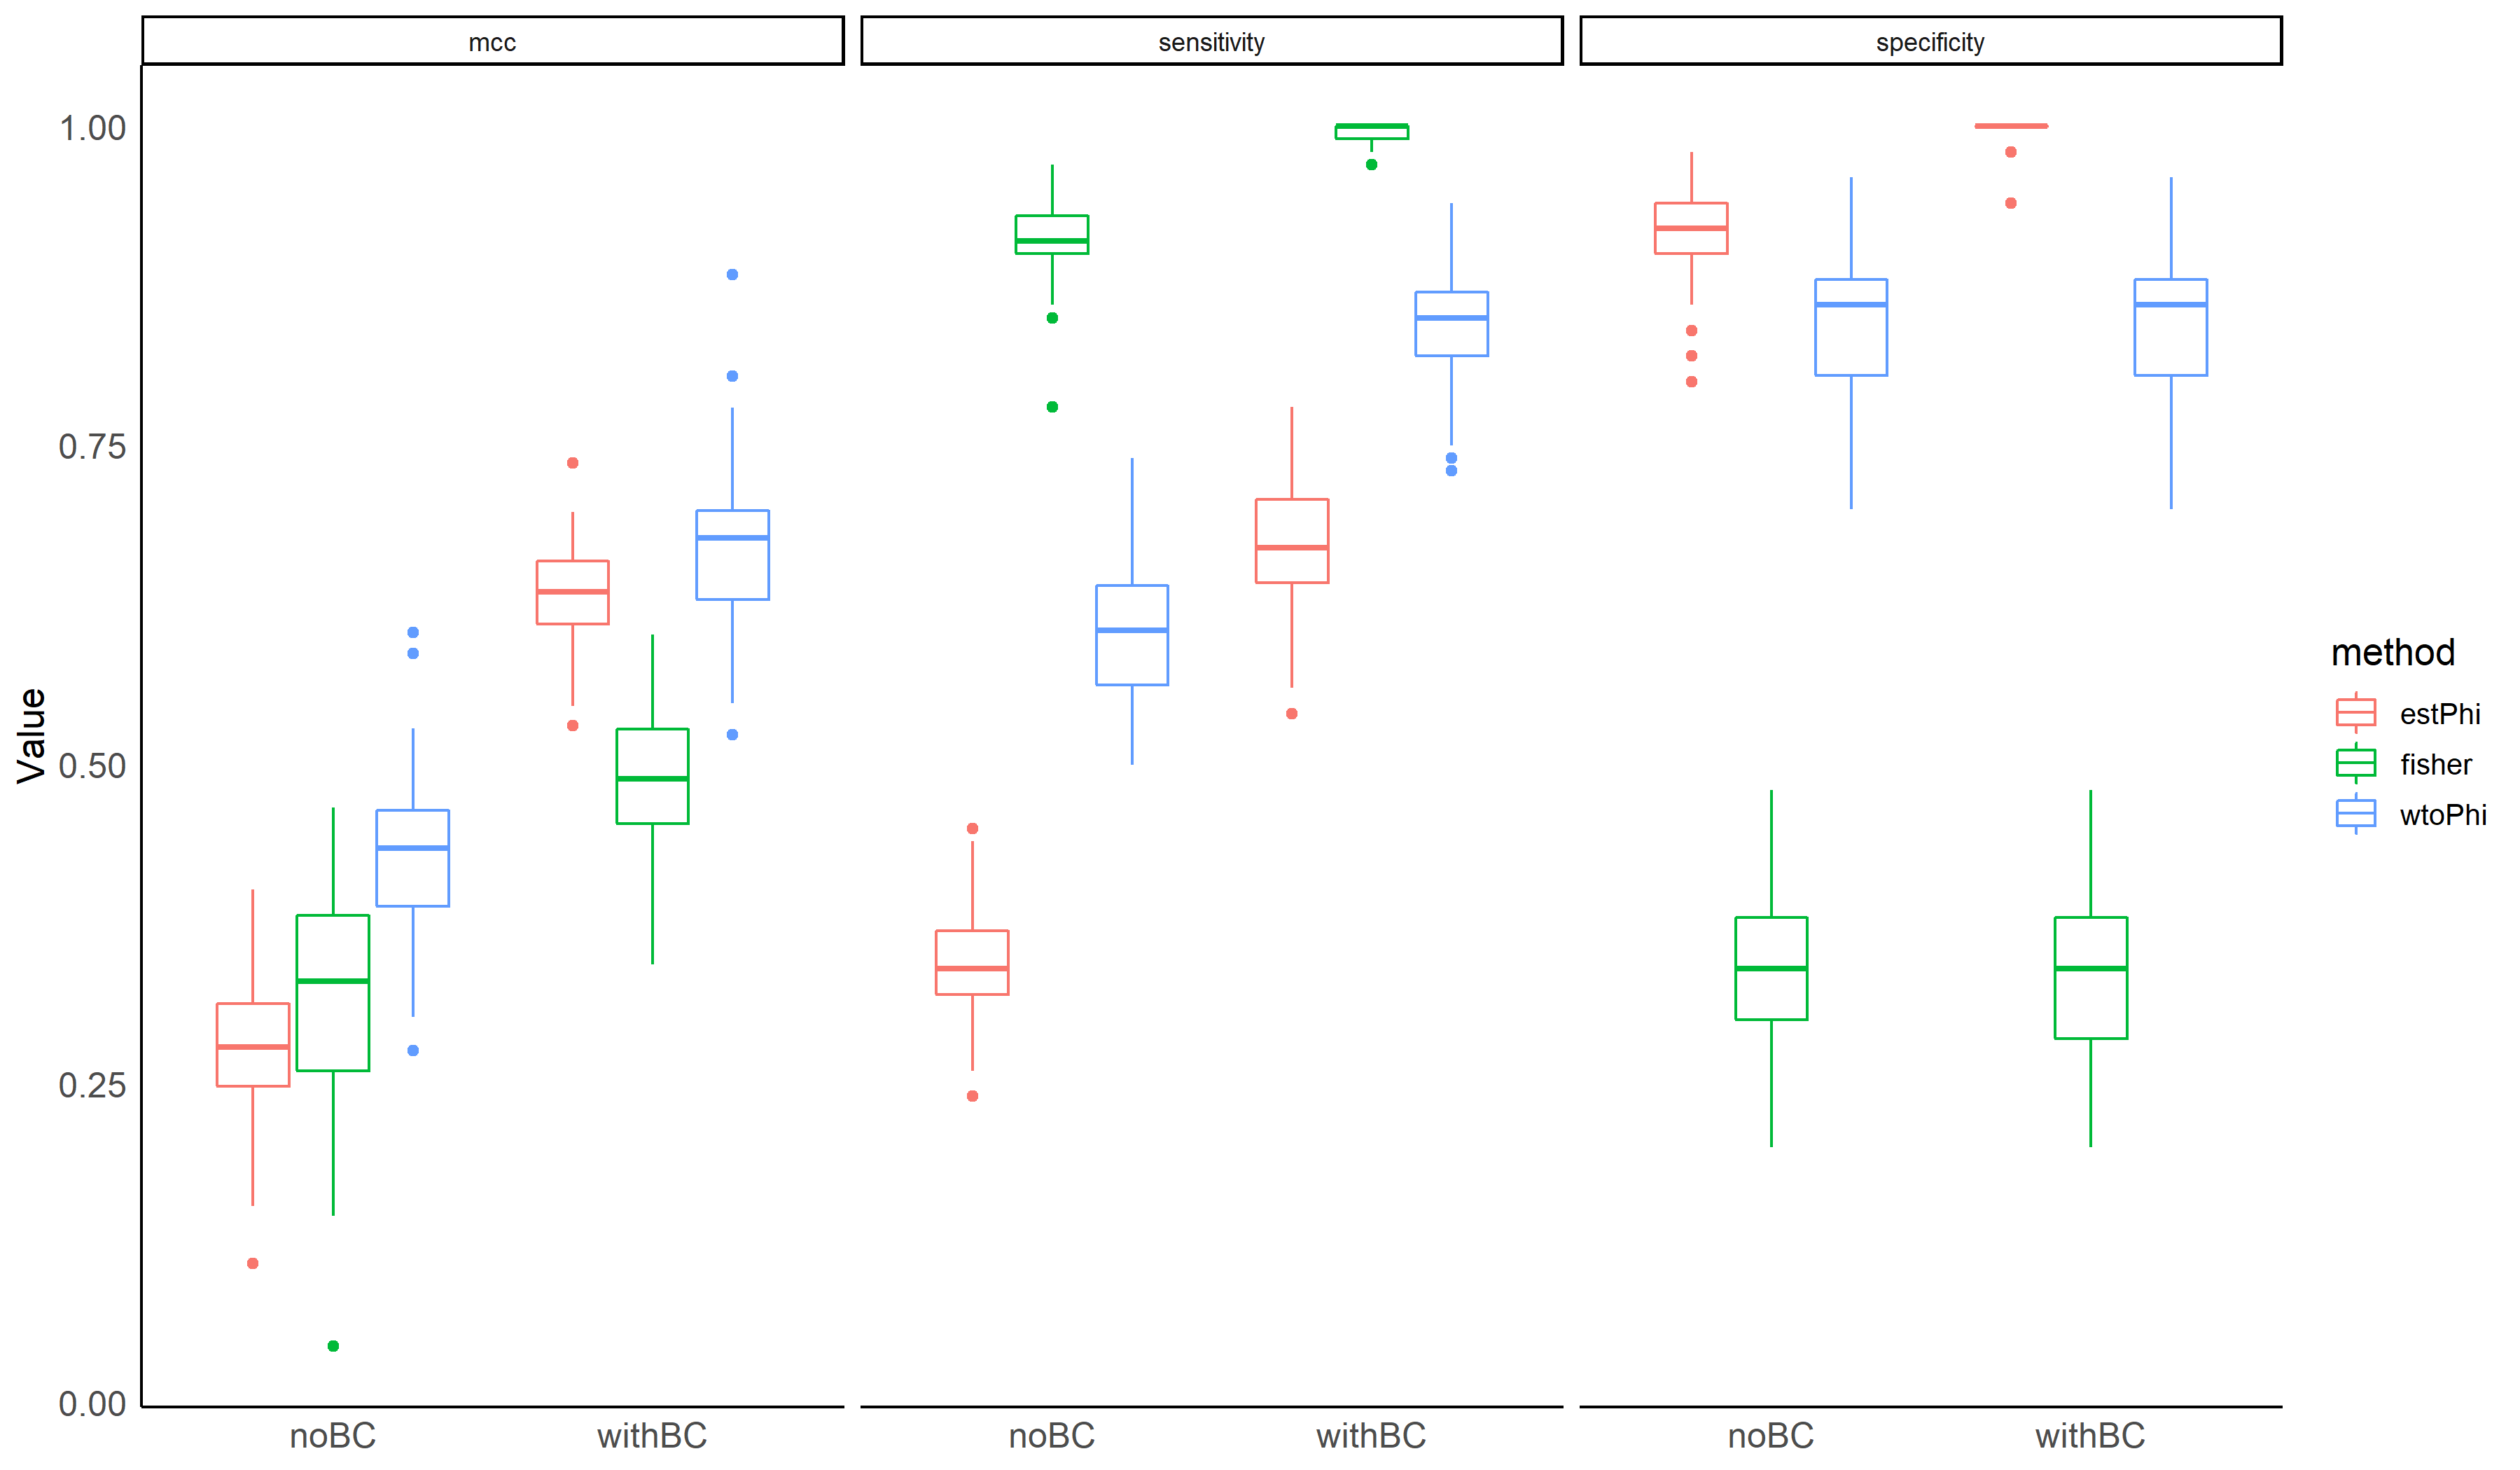 mcc
sensitivity
specificity
1.00
0.75
0.50
0.25
0.00
Value
noBC
withBC
noBC
withBC
noBC
withBC
method
estPhi
fisher
wtoPhi